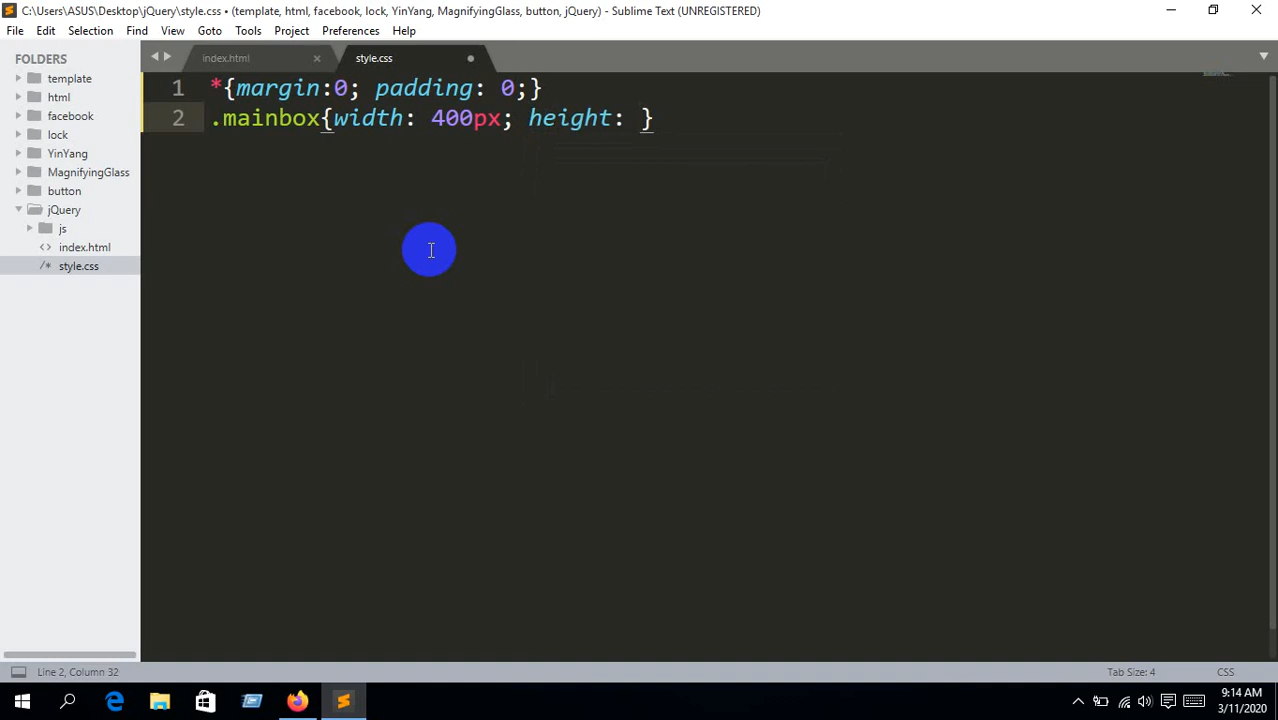 C:\Users\ASUS\Desktop\jQuery\style.css • (template, html, facebook, lock, YinYang, MagnifyingGlass, button, jQuery) - Sublime Text (UNREGISTERED)
File Edit Selection Find View Goto Tools Project Preferences Help
FOLDERS
template
html
facebook
lock
YinYang
MagnifyingGlass
button
jQuery
js
index.html
style.css
index.html style.css
1 *{margin:0; padding: 0;}
2 .mainbox{width: 400px; height: }
Line 2, Column 32 Tab Size: 4 CSS
9:14 AM
3/11/2020